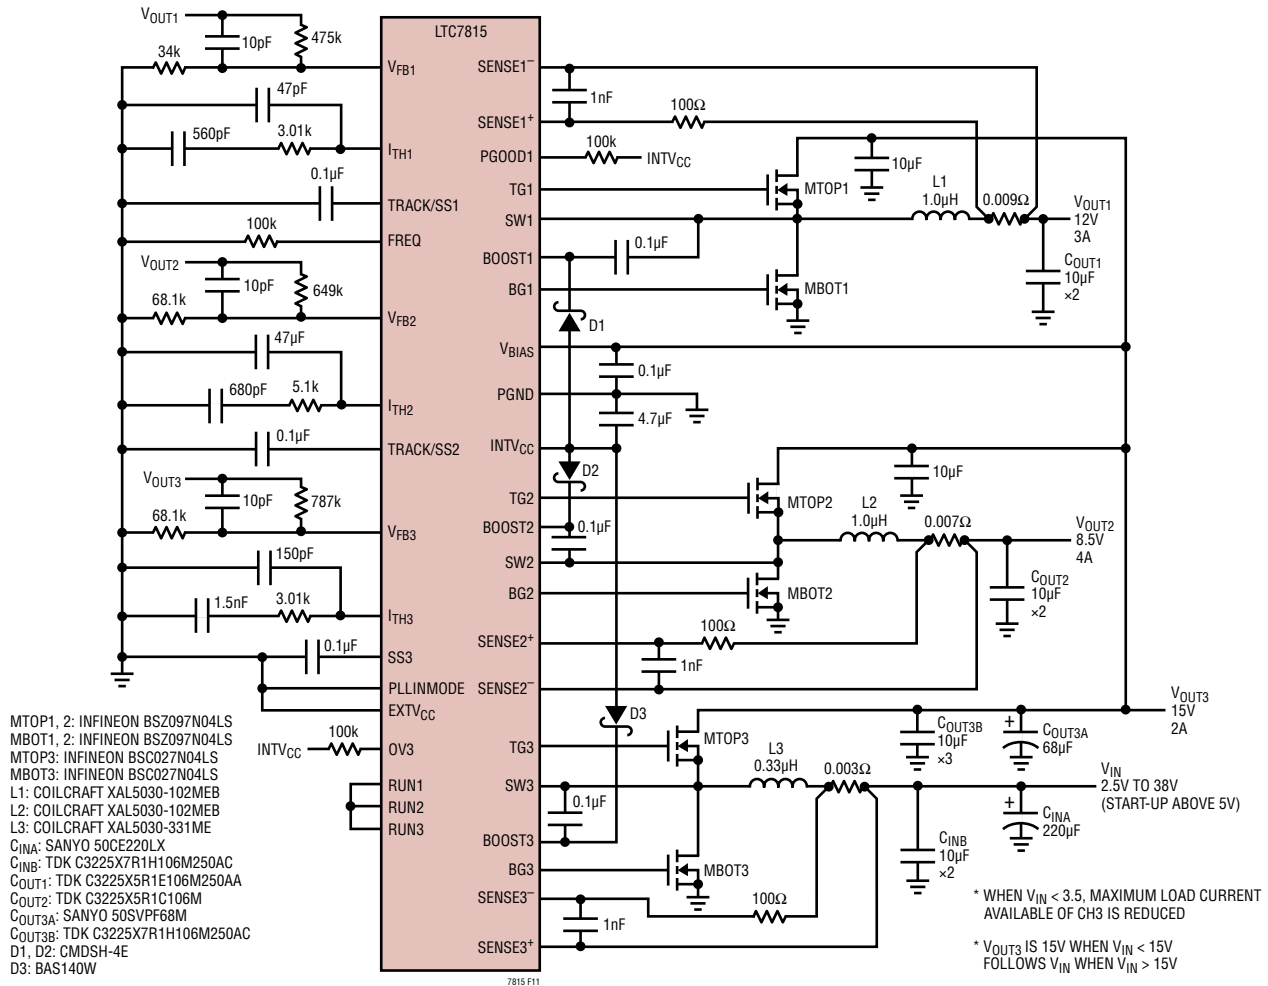 LTC7815
VOUT1
10pF
475k
34k
VFB1
47pF
560pF
3.01k
ITH1
0.1µF
TRACK/SS1
100k
FREQ
VOUT2
10pF
649k
68.1k
VFB2
47µF
680pF
5.1k
ITH2
0.1µF
TRACK/SS2
VOUT3
10pF
787k
68.1k
VFB3
150pF
1.5nF
3.01k
ITH3
0.1µF
SS3
PLLINMODE
EXTVCC
INTVCC
100k
OV3
RUN1
RUN2
RUN3
SENSE1–
1nF
100Ω
SENSE1+
PGOOD1
100k
INTVCC
TG1
MTOP1
10µF
SW1
L1
1.0µH
0.009Ω
VOUT1
12V
3A
BOOST1
0.1µF
COUT1
10µF
×2
BG1
MBOT1
D1
VBIAS
0.1µF
PGND
4.7µF
INTVCC
D2
10µF
TG2
MTOP2
BOOST2
0.1µF
L2
1.0µH
0.007Ω
VOUT2
8.5V
4A
SW2
BG2
MBOT2
COUT2
10µF
×2
SENSE2+
100Ω
1nF
SENSE2–
D3
VOUT3
15V
2A
TG3
MTOP3
COUT3B
10µF
×3
+
COUT3A
68µF
SW3
L3
0.33µH
0.003Ω
VIN
2.5V TO 38V
(START-UP ABOVE 5V)
0.1µF
BOOST3
+
CINA
220µF
CINB
10µF
×2
BG3
MBOT3
SENSE3–
100Ω
1nF
SENSE3+
MTOP1, 2: INFINEON BSZ097N04LS
MBOT1, 2: INFINEON BSZ097N04LS
MTOP3: INFINEON BSC027N04LS
MBOT3: INFINEON BSC027N04LS
L1: COILCRAFT XAL5030-102MEB
L2: COILCRAFT XAL5030-102MEB
L3: COILCRAFT XAL5030-331ME
CINA: SANYO 50CE220LX
CINB: TDK C3225X7R1H106M250AC
COUT1: TDK C3225X5R1E106M250AA
COUT2: TDK C3225X5R1C106M
COUT3A: SANYO 50SVPF68M
COUT3B: TDK C3225X7R1H106M250AC
D1, D2: CMDSH-4E
D3: BAS140W
* WHEN VIN < 3.5, MAXIMUM LOAD CURRENT
AVAILABLE OF CH3 IS REDUCED
* VOUT3 IS 15V WHEN VIN < 15V
FOLLOWS VIN WHEN VIN > 15V
7815 F11